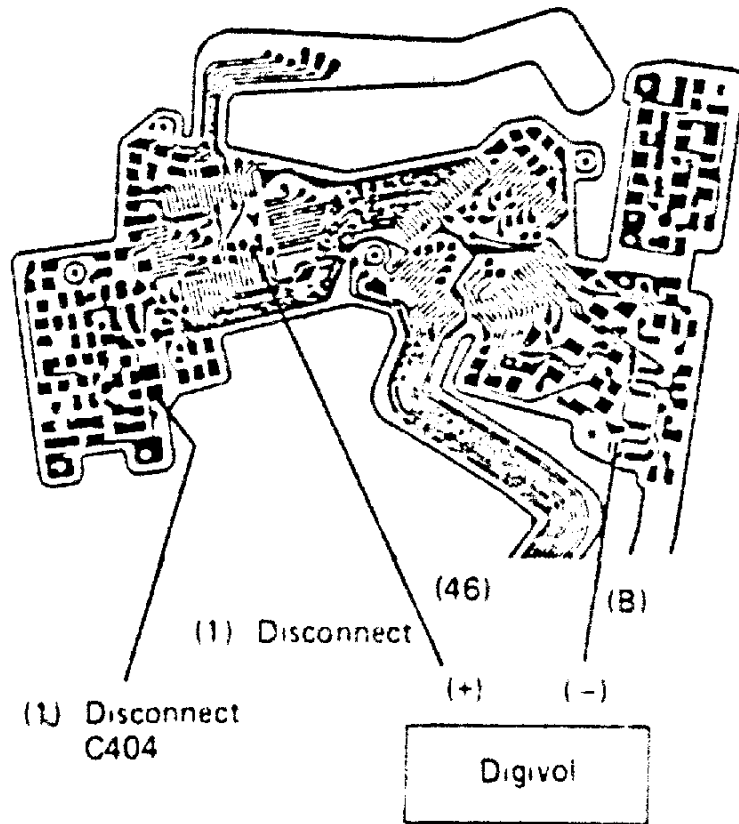 (46)
(B)
(1) Disconnect
(+)
(-)
(1) Disconnect
C404
Digivol